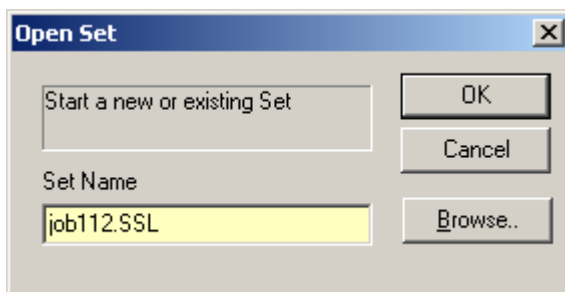 Open Set
Start a new or existing Set
OK
Cancel
Set Name
job112.SSL
Browse..